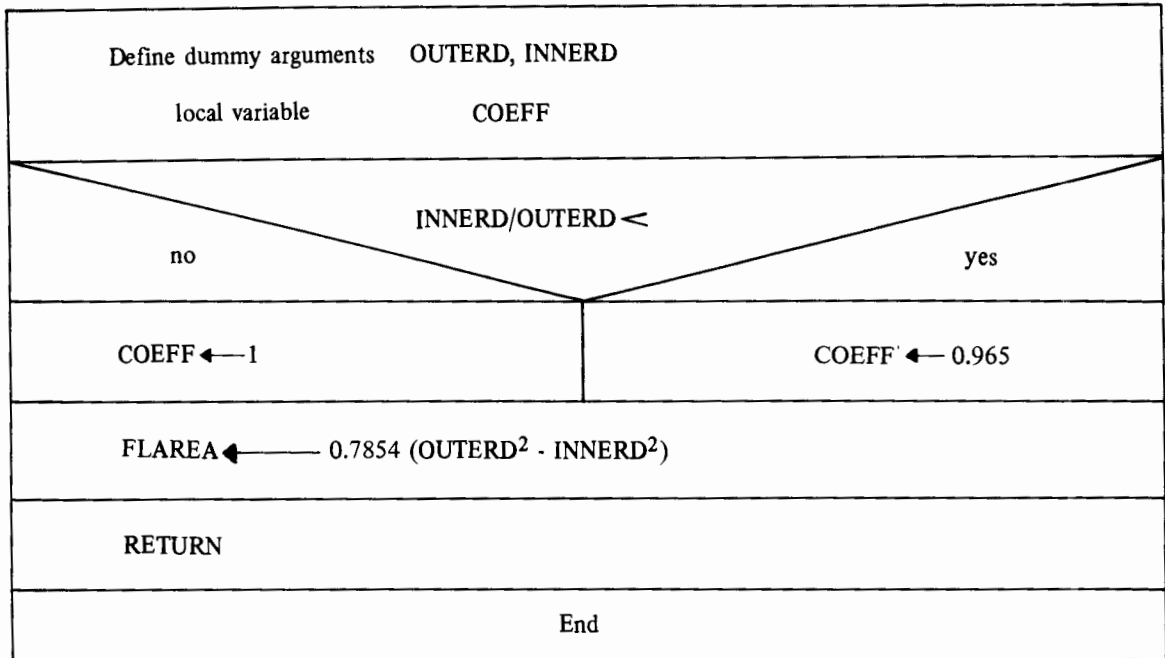 Define dummy arguments OUTERD, INNERD
local variable COEFF
INNERD/OUTERD <
no yes
COEFF ← 1 COEFF ← 0.965
FLAREA ← 0.7854 (OUTERD² - INNERD²)
RETURN
End